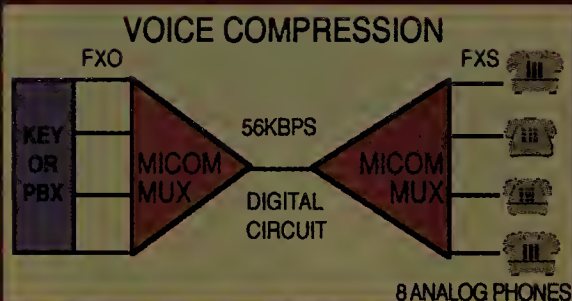 VOICE COMPRESSION
FXO
FXS
KEY
OR
PBX
MICOM
MUX
56KBPS
DIGITAL
CIRCUIT
MICOM
MUX
8 ANALOG PHONES